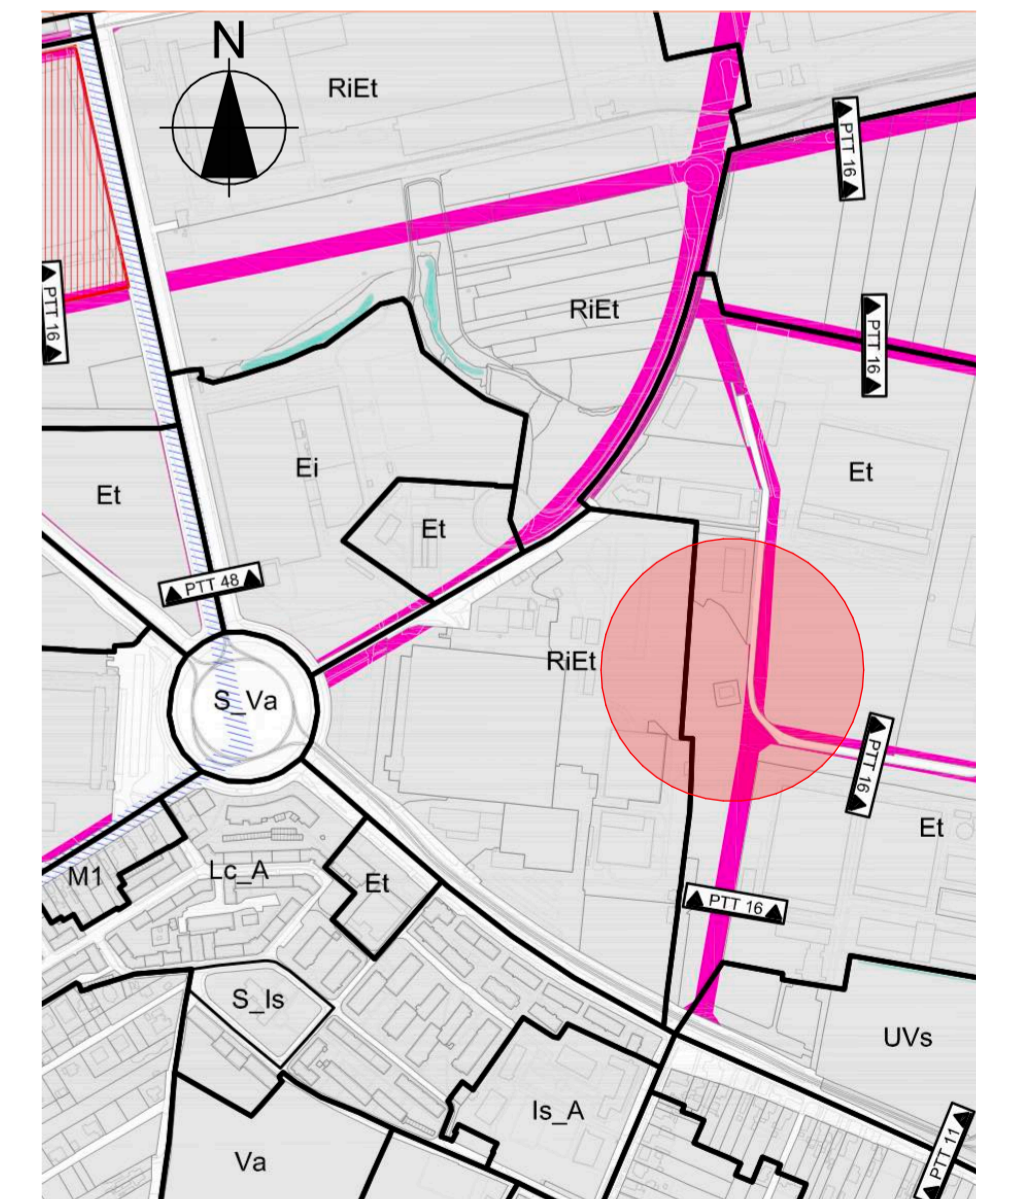 N
RiEt
PTT 16
PTT 16
RiEt
PTT 16
Ei
Et
Et
Et
PTT 48
RiEt
S_Va
PTT 16
Et
M1
Lc_A
Et
PTT 16
S_Is
UVs
Is_A
PTT 11
Va